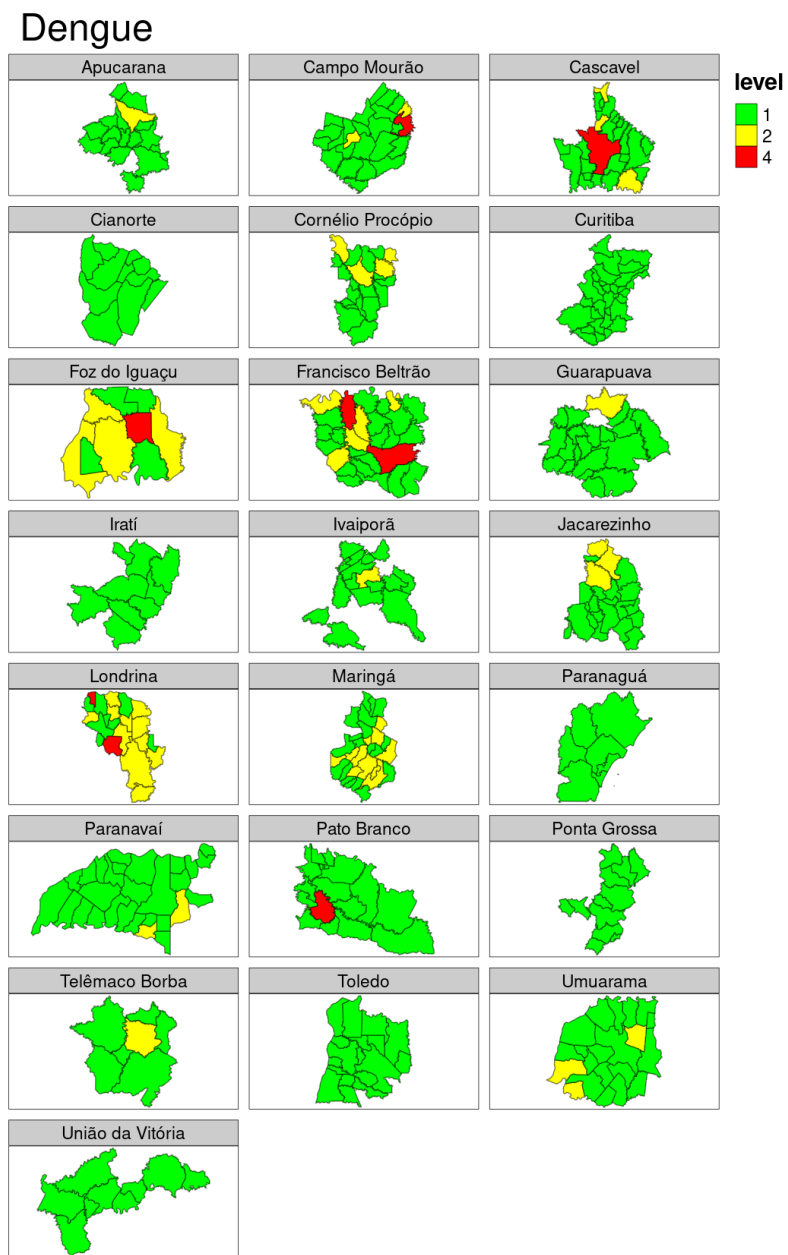 Dengue
Apucarana
Campo Mourão
Cascavel
level
1
2
4
Cianorte
Cornélio Procópio
Curitiba
Foz do Iguaçu
Francisco Beltrão
Guarapuava
Iratí
Ivaiporã
Jacarezinho
Londrina
Maringá
Paranaguá
Paranavaí
Pato Branco
Ponta Grossa
Telêmaco Borba
Toledo
Umuarama
União da Vitória